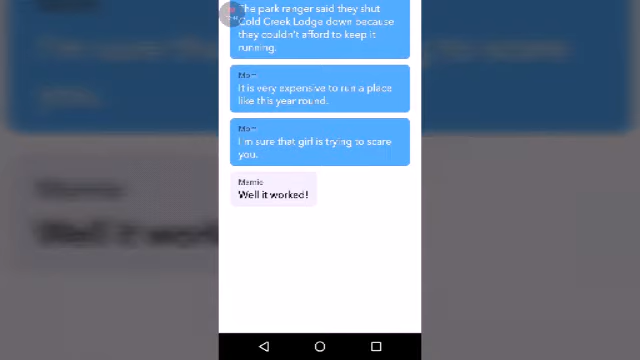 The park ranger said they shut
Cold Creek Lodge down because
they couldn't afford to keep it
running.
Mom
It is very expensive to run a place
like this year round.
Mom
I'm sure that girl is trying to scare
you.
Well it worked!